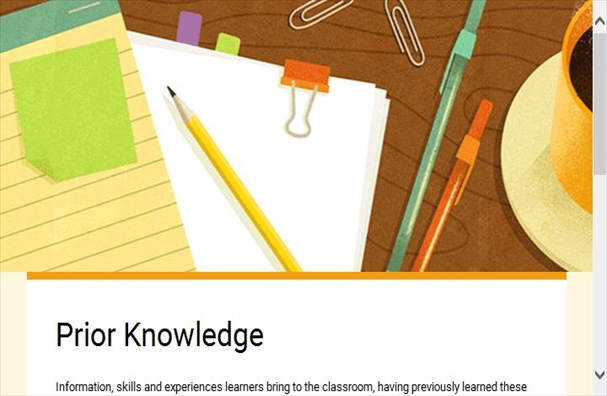 Prior Knowledge
Information, skills and experiences learners bring to the classroom, having previously learned these